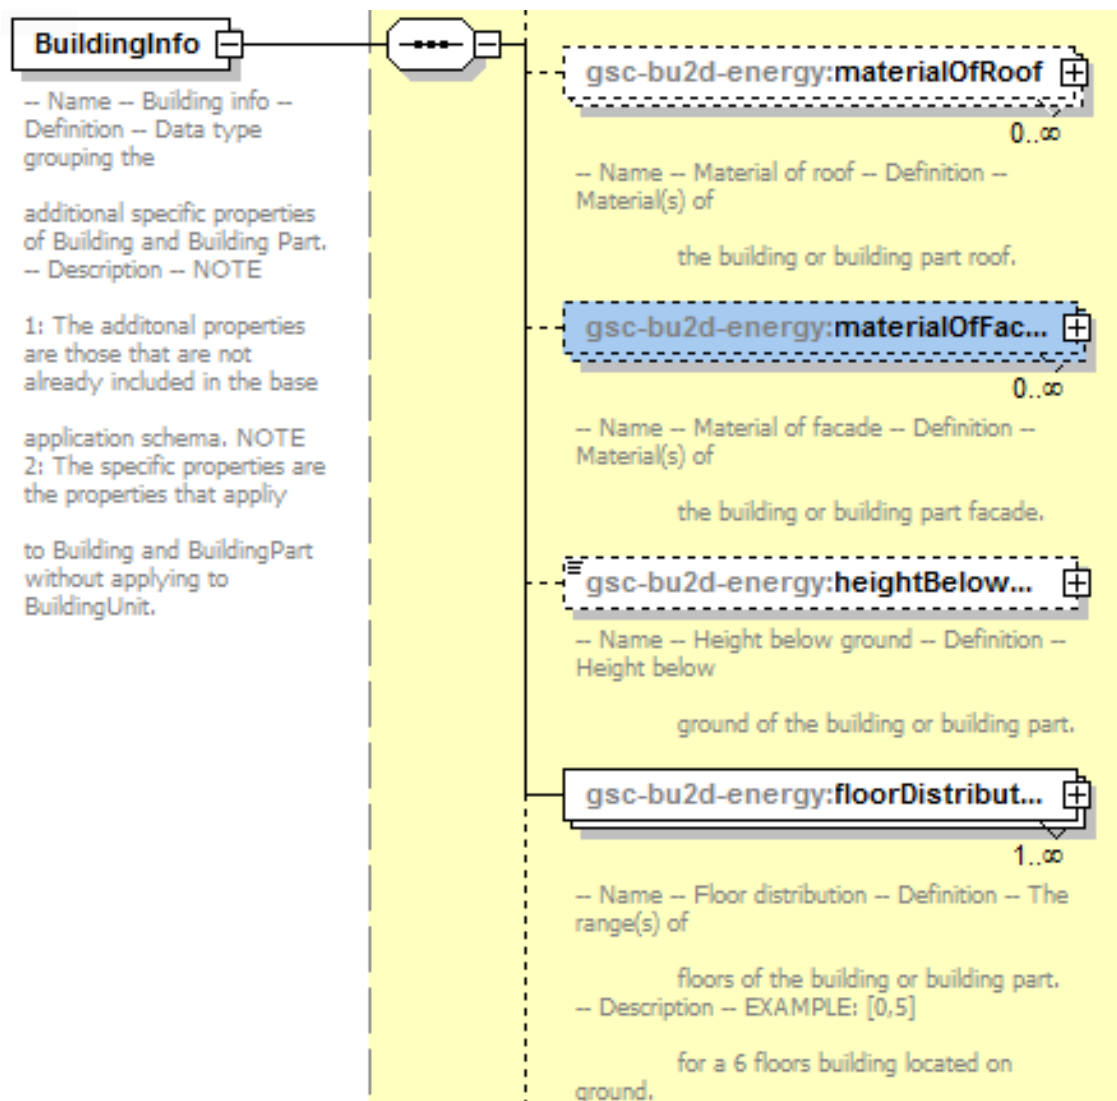 BuildingInfo
-- Name -- Building info --
Definition -- Data type
grouping the
additional specific properties
of Building and Building Part.
-- Description -- NOTE
1: The additonal properties
are those that are not
already included in the base
application schema. NOTE
2: The specific properties are
the properties that appliy
to Building and BuildingPart
without applying to
BuildingUnit.
gsc-bu2d-energy:materialOfRoof
0..∞
-- Name -- Material of roof -- Definition --
Material(s) of
the building or building part roof.
gsc-bu2d-energy:materialOfFac...
0..∞
-- Name -- Material of facade -- Definition --
Material(s) of
the building or building part facade.
gsc-bu2d-energy:heightBelow...
-- Name -- Height below ground -- Definition --
Height below
ground of the building or building part.
gsc-bu2d-energy:floorDistribut...
1..∞
-- Name -- Floor distribution -- Definition -- The
range(s) of
floors of the building or building part.
-- Description -- EXAMPLE: [0,5]
for a 6 floors building located on
ground.